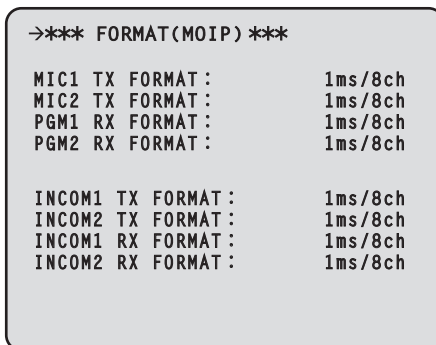 →*** FORMAT(MOIP) ***
MIC1 TX FORMAT: 1ms/8ch
MIC2 TX FORMAT: 1ms/8ch
PGM1 RX FORMAT: 1ms/8ch
PGM2 RX FORMAT: 1ms/8ch
INCOM1 TX FORMAT: 1ms/8ch
INCOM2 TX FORMAT: 1ms/8ch
INCOM1 RX FORMAT: 1ms/8ch
INCOM2 RX FORMAT: 1ms/8ch